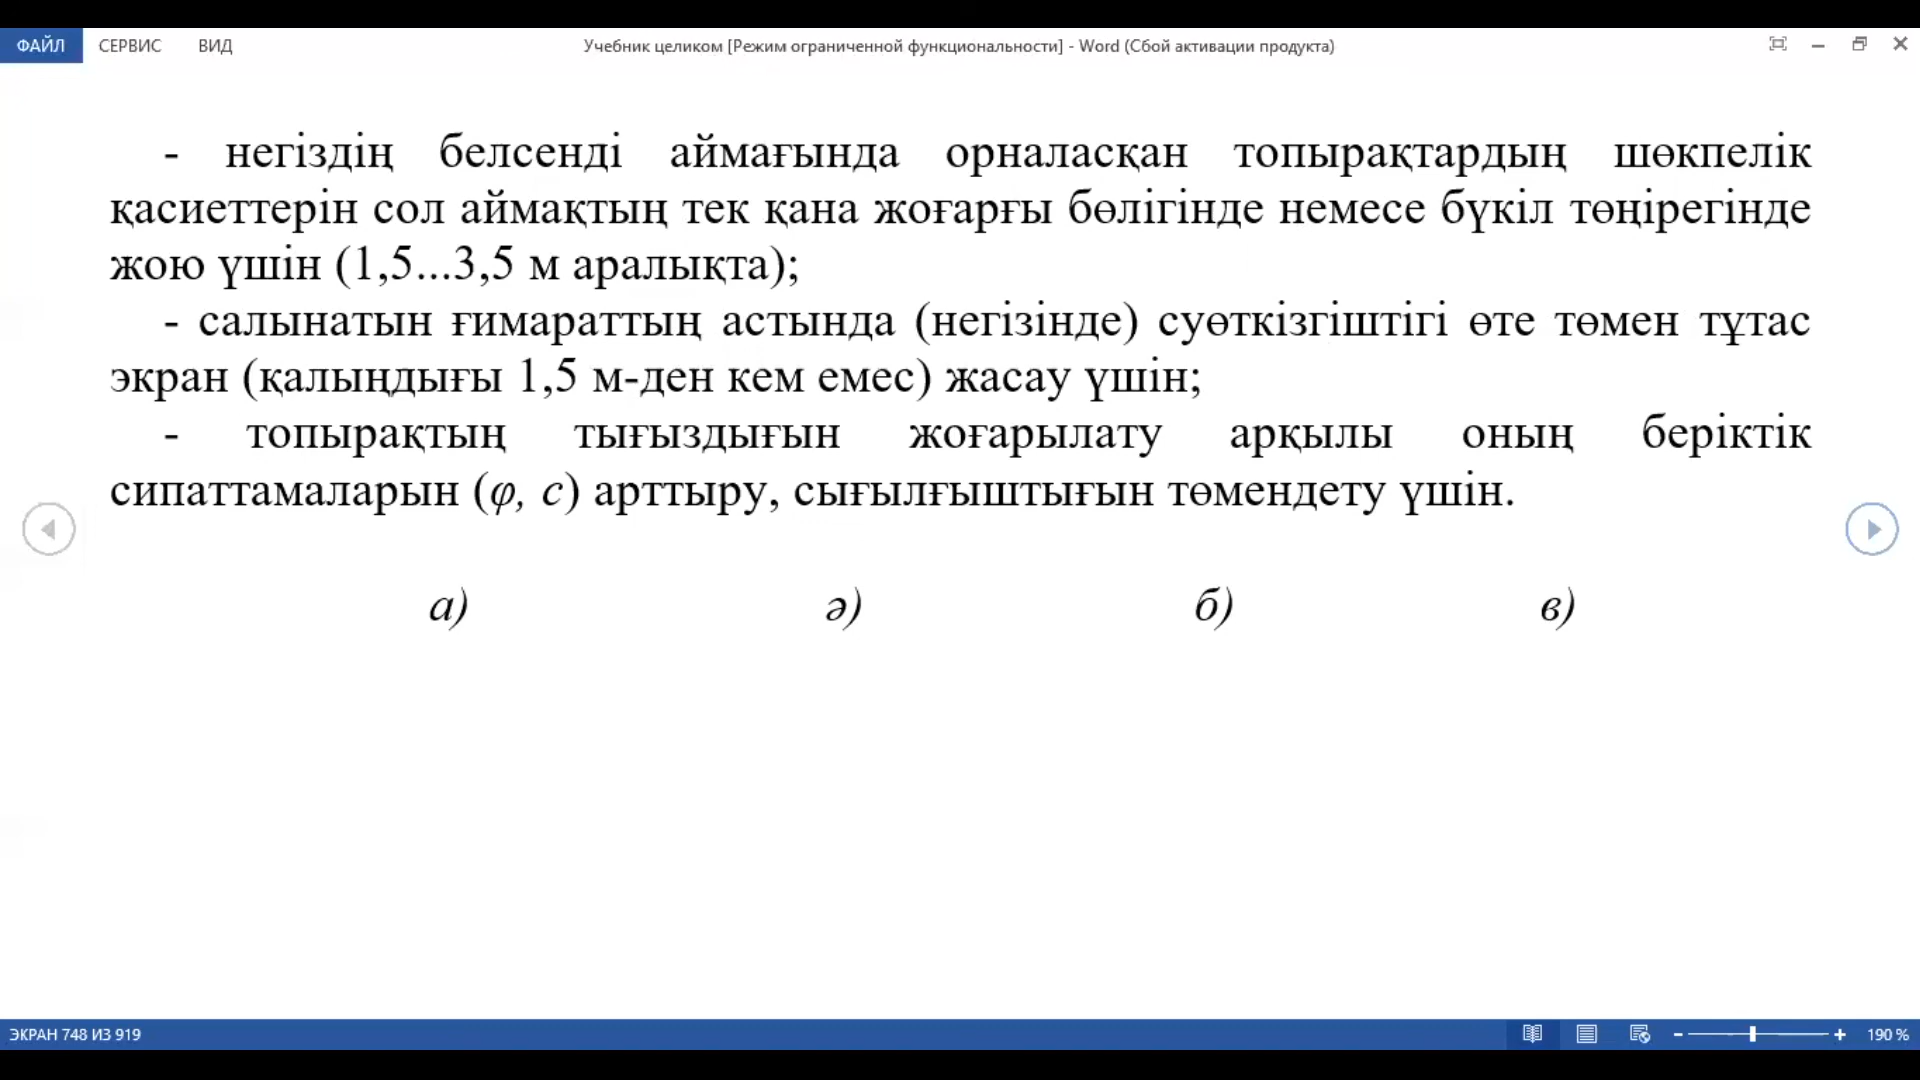 ФАЙЛ СЕРВИС ВИД Учебник целиком [Режим ограниченной функциональности] - Word (Сбой активации продукта)
- негіздің белсенді аймағында орналасқан топырақтардың шөкпелік
қасиеттерін сол аймақтың тек қана жоғарғы бөлігінде немесе бүкіл төңірегінде
жою үшін (1,5...3,5 м аралықта);
- салынатын ғимараттың астында (негізінде) суөткізгіштігі өте төмен тұтас
экран (қалыңдығы 1,5 м-ден кем емес) жасау үшін;
- топырақтың тығыздығын жоғарылату арқылы оның беріктік
сипаттамаларын (φ, с) арттыру, сығылғыштығын төмендету үшін.
а) ә) б) в)
ЭКРАН 748 ИЗ 919 - + 190 %